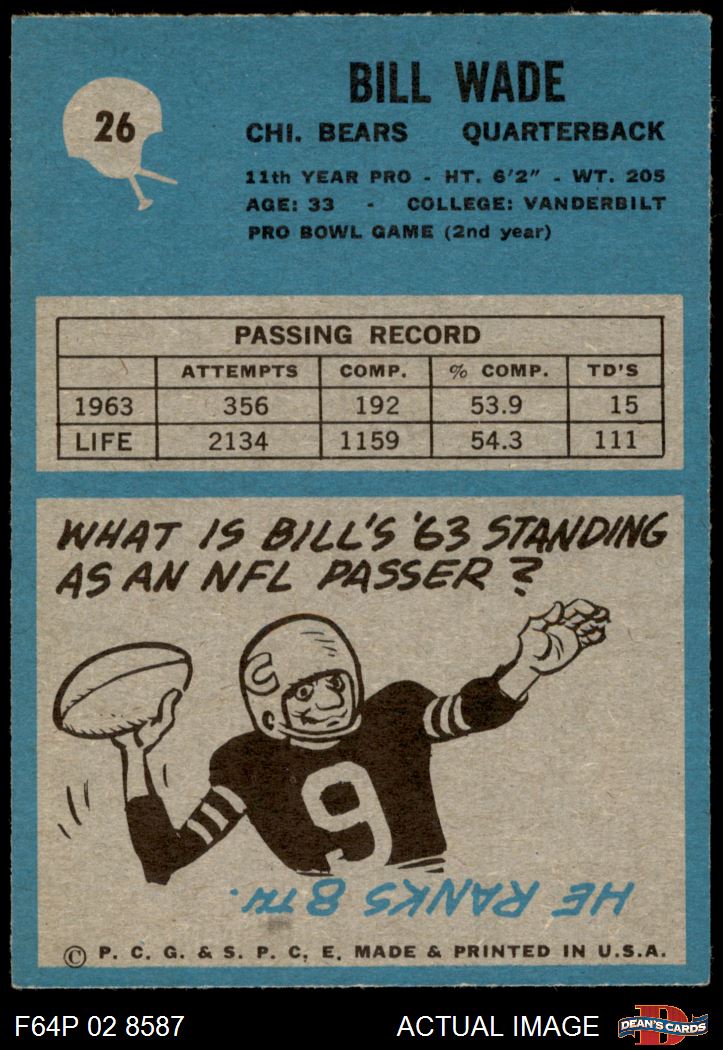 26
BILL WADE
CHI. BEARS QUARTERBACK
11th YEAR PRO - HT. 6'2" - WT. 205
AGE: 33 - COLLEGE: VANDERBILT
PRO BOWL GAME (2nd year)
PASSING RECORD
ATTEMPTS COMP. % COMP. TD'S
1963 356 192 53.9 15
LIFE 2134 1159 54.3 111
WHAT IS BILL'S '63 STANDING
AS AN NFL PASSER?
C
9
HE RANKS 8TH.
© P. C. G. & S. P. C. E. MADE & PRINTED IN U.S.A.
F64P 02 8587 ACTUAL IMAGE D DEAN'S CARDS